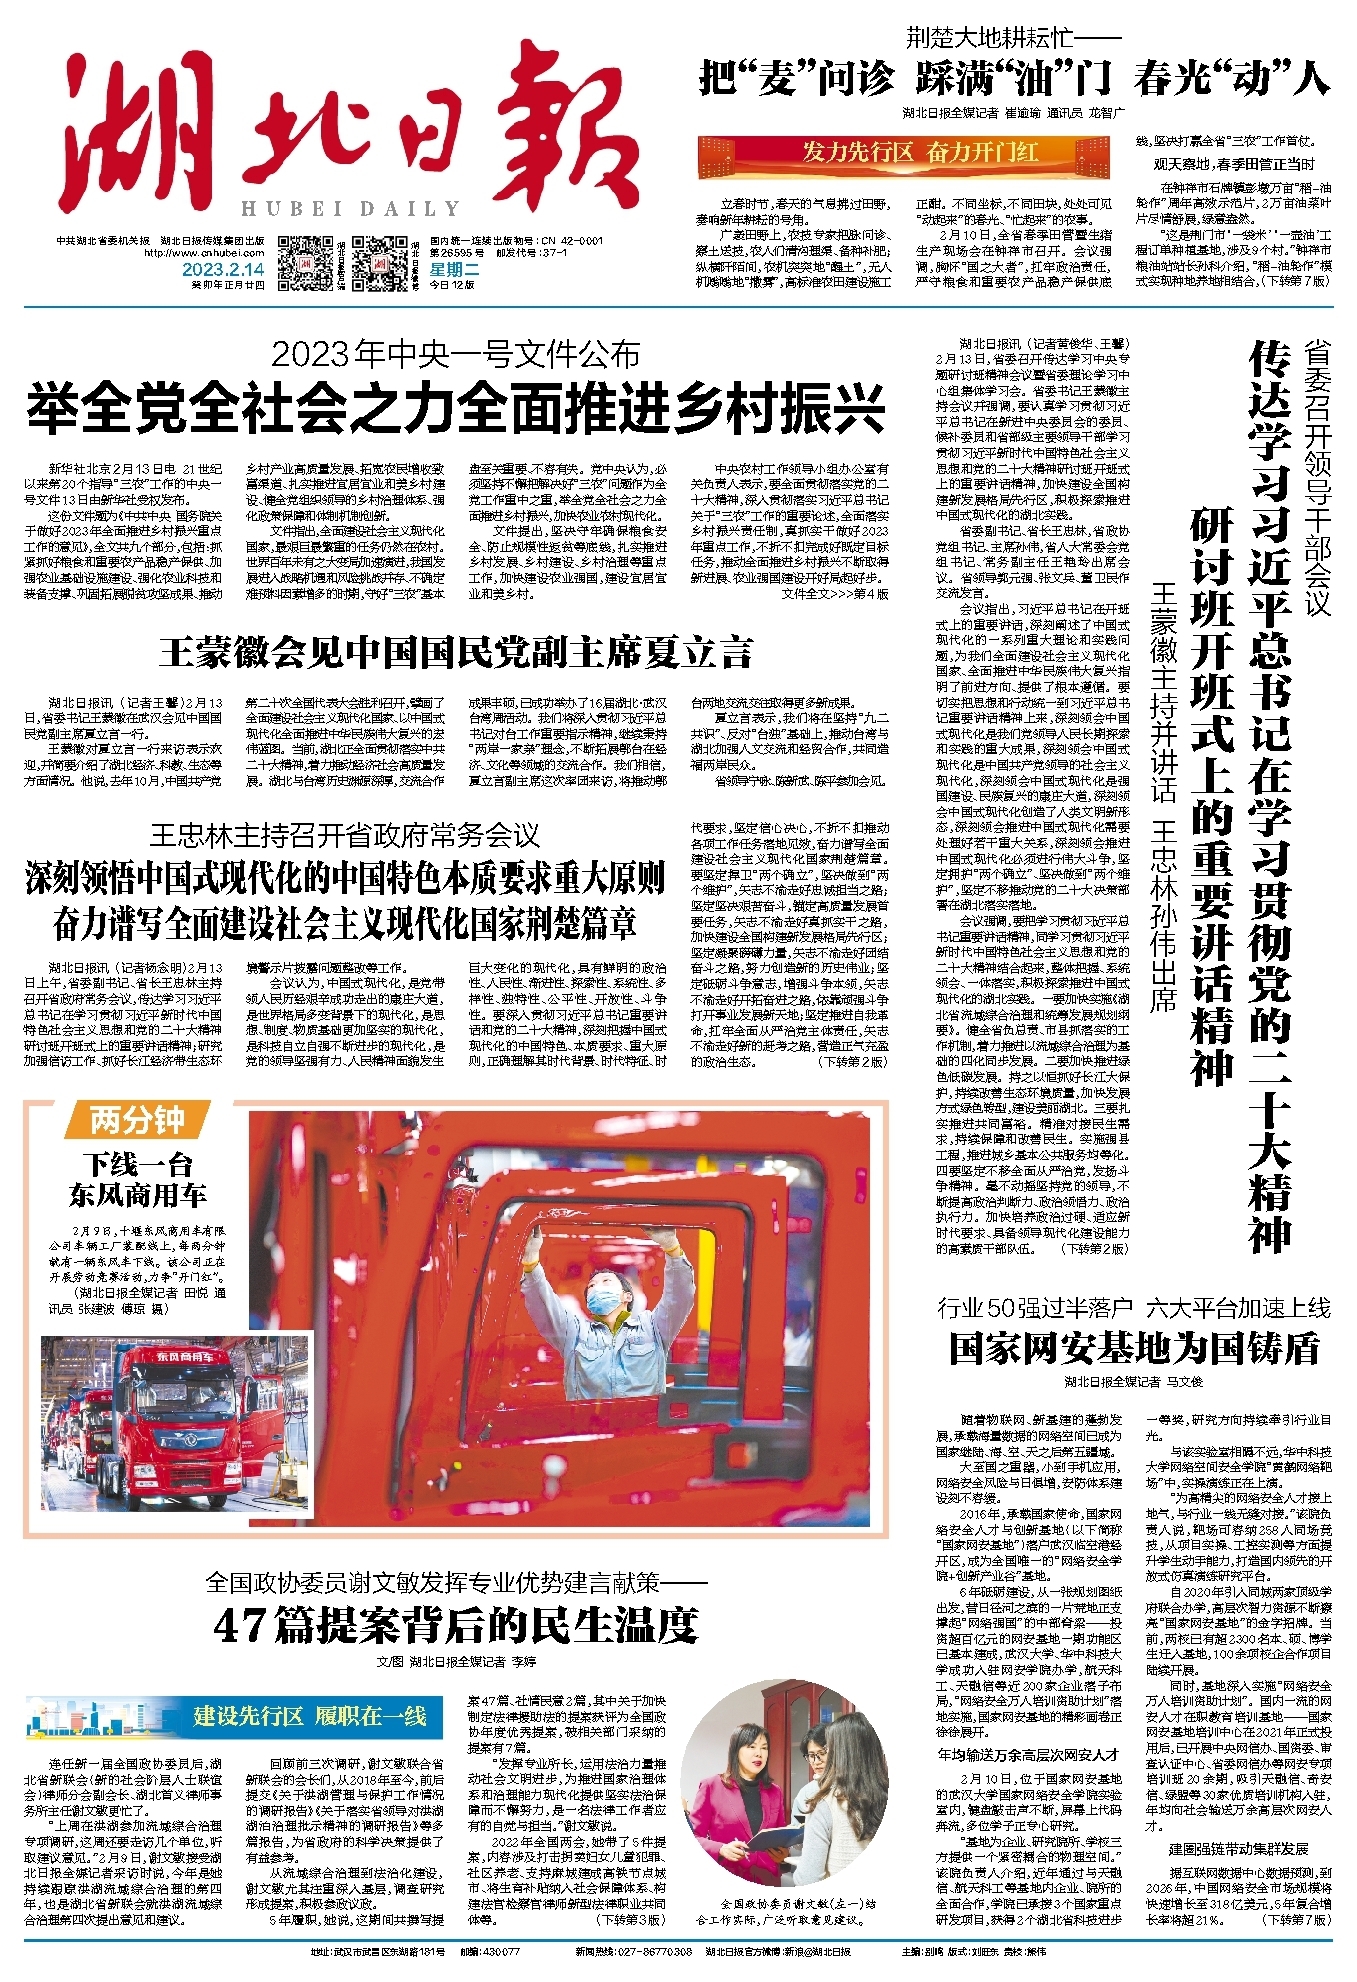 湖北日報
HUBEI DAILY
中共湖北省委机关报 湖北日报传媒集团出版
http://www.cnhubei.com
2023.2.14
癸卯年正月廿四
国内统一连续出版物号：CN 42-0001
第26595号 邮发代号：37-1
星期二
今日12版
荆楚大地耕耘忙——
把“麦”问诊 踩满“油”门 春光“动”人
湖北日报全媒记者 崔逾瑜 通讯员 龙智广
发力先行区 奋力开门红
立春时节，春天的气息拂过田野，
奏响新年耕耘的号角。
广袤田野上，农技专家把脉问诊、
察土送技，农人们清沟理渠、备种补肥；
纵横阡陌间，农机突突地“翻土”，无人
机嗡嗡地“撒雾”，高标准农田建设施工
正酣。不同坐标，不同田块，处处可见
“动起来”的春光、“忙起来”的农事。
2月10日，全省春季田管暨生猪
生产现场会在钟祥市召开。会议强
调，胸怀“国之大者”，扛牢政治责任，
严守粮食和重要农产品稳产保供底
线，坚决打赢全省“三农”工作首仗。
观天察地，春季田管正当时
在钟祥市石牌镇彭墩万亩“稻-油
轮作”周年高效示范片，2万亩油菜叶
片尽情舒展，绿意盎然。
“这是荆门市‘一袋米’‘一壶油’工
程订单种植基地，涉及9个村。”钟祥市
粮油站站长孙科介绍，“稻-油轮作”模
式实现种地养地相结合，（下转第7版）
2023年中央一号文件公布
举全党全社会之力全面推进乡村振兴
新华社北京2月13日电 21世纪
以来第20个指导“三农”工作的中央一
号文件13日由新华社受权发布。
这份文件题为《中共中央 国务院关
于做好2023年全面推进乡村振兴重点
工作的意见》，全文共九个部分，包括：抓
紧抓好粮食和重要农产品稳产保供、加
强农业基础设施建设、强化农业科技和
装备支撑、巩固拓展脱贫攻坚成果、推动
乡村产业高质量发展、拓宽农民增收致
富渠道、扎实推进宜居宜业和美乡村建
设、健全党组织领导的乡村治理体系、强
化政策保障和体制机制创新。
文件指出，全面建设社会主义现代化
国家，最艰巨最繁重的任务仍然在农村。
世界百年未有之大变局加速演进，我国发
展进入战略机遇和风险挑战并存、不确定
难预料因素增多的时期，守好“三农”基本
盘至关重要、不容有失。党中央认为，必
须坚持不懈把解决好“三农”问题作为全
党工作重中之重，举全党全社会之力全
面推进乡村振兴，加快农业农村现代化。
文件提出，坚决守牢确保粮食安
全、防止规模性返贫等底线，扎实推进
乡村发展、乡村建设、乡村治理等重点
工作，加快建设农业强国，建设宜居宜
业和美乡村。
中央农村工作领导小组办公室有
关负责人表示，要全面贯彻落实党的二
十大精神，深入贯彻落实习近平总书记
关于“三农”工作的重要论述，全面落实
乡村振兴责任制，真抓实干做好2023
年重点工作，不折不扣完成好既定目标
任务，推动全面推进乡村振兴不断取得
新进展、农业强国建设开好局起好步。
文件全文>>>第4版
王蒙徽会见中国国民党副主席夏立言
湖北日报讯（记者王馨）2月13
日，省委书记王蒙徽在武汉会见中国国
民党副主席夏立言一行。
王蒙徽对夏立言一行来访表示欢
迎，并简要介绍了湖北经济、科教、生态等
方面情况。他说，去年10月，中国共产党
第二十次全国代表大会胜利召开，擘画了
全面建设社会主义现代化国家、以中国式
现代化全面推进中华民族伟大复兴的宏
伟蓝图。当前，湖北正全面贯彻落实中共
二十大精神，着力推动经济社会高质量发
展。湖北与台湾历史渊源深厚，交流合作
成果丰硕，已成功举办了16届湖北·武汉
台湾周活动。我们将深入贯彻习近平总
书记对台工作重要指示精神，继续秉持
“两岸一家亲”理念，不断拓展鄂台在经
济、文化等领域的交流合作。我们相信，
夏立言副主席这次率团来访，将推动鄂
台两地交流交往取得更多新成果。
夏立言表示，我们将在坚持“九二
共识”、反对“台独”基础上，推动台湾与
湖北加强人文交流和经贸合作，共同造
福两岸民众。
省领导宁咏、陈新武、陈平参加会见。
王忠林主持召开省政府常务会议
深刻领悟中国式现代化的中国特色本质要求重大原则
奋力谱写全面建设社会主义现代化国家荆楚篇章
湖北日报讯（记者杨念明）2月13
日上午，省委副书记、省长王忠林主持
召开省政府常务会议，传达学习习近平
总书记在学习贯彻习近平新时代中国
特色社会主义思想和党的二十大精神
研讨班开班式上的重要讲话精神；研究
加强信访工作、抓好长江经济带生态环
境警示片披露问题整改等工作。
会议认为，中国式现代化，是党带
领人民历经艰辛成功走出的康庄大道，
是世界格局多变背景下的现代化，是
思想、制度、物质基础更加坚实的现代化，
是科技自立自强不断进步的现代化，是
党的领导坚强有力、人民精神面貌发生
巨大变化的现代化，具有鲜明的政治
性、人民性、渐进性、探索性、系统性、多
样性、独特性、公平性、开放性、斗争
性。要深入贯彻习近平总书记重要讲
话和党的二十大精神，深刻把握中国式
现代化的中国特色、本质要求、重大原
则，正确理解其时代背景、时代特征、时
代要求，坚定信心决心，不折不扣推动
各项工作任务落地见效，奋力谱写全面
建设社会主义现代化国家荆楚篇章。
要坚定捍卫“两个确立”，坚决做到“两
个维护”，矢志不渝走好忠诚担当之路；
坚定坚决艰苦奋斗，锚定高质量发展首
要任务，矢志不渝走好真抓实干之路，
加快建设全国构建新发展格局先行区；
坚定凝聚磅礴力量，矢志不渝走好团结
奋斗之路，努力创造新的历史伟业；坚
定砥砺斗争意志，增强斗争本领，矢志
不渝走好开拓奋进之路，依靠顽强斗争
打开事业发展新天地；坚定推进自我革
命，扛牢全面从严治党主体责任，矢志
不渝走好新的赶考之路，营造正气充盈
的政治生态。 （下转第2版）
省委召开领导干部会议
传达学习习近平总书记在学习贯彻党的二十大精神
研讨班开班式上的重要讲话精神
王蒙徽主持并讲话 王忠林孙伟出席
湖北日报讯（记者黄俊华、王馨）
2月13日，省委召开传达学习中央专
题研讨班精神会议暨省委理论学习中
心组集体学习会。省委书记王蒙徽主
持会议并强调，要认真学习贯彻习近
平总书记在新进中央委员会的委员、
候补委员和省部级主要领导干部学习
贯彻习近平新时代中国特色社会主义
思想和党的二十大精神研讨班开班式
上的重要讲话精神，加快建设全国构
建新发展格局先行区，积极探索推进
中国式现代化的湖北实践。
省委副书记、省长王忠林，省政协
党组书记、主席孙伟，省人大常委会党
组书记、常务副主任王艳玲出席会
议。省领导郭元强、张文兵、董卫民作
交流发言。
会议指出，习近平总书记在开班
式上的重要讲话，深刻阐述了中国式
现代化的一系列重大理论和实践问
题，为我们全面建设社会主义现代化
国家、全面推进中华民族伟大复兴指
明了前进方向、提供了根本遵循。要
切实把思想和行动统一到习近平总书
记重要讲话精神上来，深刻领会中国
式现代化是我们党领导人民长期探索
和实践的重大成果，深刻领会中国式
现代化是中国共产党领导的社会主义
现代化，深刻领会中国式现代化是强
国建设、民族复兴的康庄大道，深刻领
会中国式现代化创造了人类文明新形
态，深刻领会推进中国式现代化需要
处理好若干重大关系，深刻领会推进
中国式现代化必须进行伟大斗争，坚
定拥护“两个确立”、坚决做到“两个维
护”，坚定不移推动党的二十大决策部
署在湖北落实落地。
会议强调，要把学习贯彻习近平总
书记重要讲话精神，同学习贯彻习近平
新时代中国特色社会主义思想和党的
二十大精神结合起来，整体把握、系统
领会、一体落实，积极探索推进中国式
现代化的湖北实践。一要加快实施《湖
北省流域综合治理和统筹发展规划纲
要》。健全省负总责、市县抓落实的工
作机制，着力推进以流域综合治理为基
础的四化同步发展。二要加快推进绿
色低碳发展。持之以恒抓好长江大保
护，持续改善生态环境质量，加快发展
方式绿色转型，建设美丽湖北。三要扎
实推进共同富裕。精准对接民生需
求，持续保障和改善民生。实施强县
工程，推进城乡基本公共服务均等化。
四要坚定不移全面从严治党，发扬斗
争精神。毫不动摇坚持党的领导，不
断提高政治判断力、政治领悟力、政治
执行力。加快培养政治过硬、适应新
时代要求、具备领导现代化建设能力
的高素质干部队伍。 （下转第2版）
两分钟
下线一台
东风商用车
2月9日，十堰东风商用车有限
公司车辆工厂装配线上，每两分钟
就有一辆东风车下线。该公司正在
开展劳动竞赛活动，力争“开门红”。
（湖北日报全媒记者 田悦 通
讯员 张建波 傅琼 摄）
东风商用车
行业50强过半落户 六大平台加速上线
国家网安基地为国铸盾
湖北日报全媒记者 马文俊
随着物联网、新基建的蓬勃发
展，承载海量数据的网络空间已成为
国家继陆、海、空、天之后第五疆域。
大至国之重器，小到手机应用，
网络安全风险与日俱增，安防体系建
设刻不容缓。
2016年，承载国家使命，国家网
络安全人才与创新基地（以下简称
“国家网安基地”）落户武汉临空港经
开区，成为全国唯一的“网络安全学
院+创新产业谷”基地。
6年砥砺建设，从一张规划图纸
出发，昔日径河之滨的一片荒地正支
撑起“网络强国”的中部脊梁——投
资超百亿元的网安基地一期功能区
已基本建成，武汉大学、华中科技大
学成功入驻网安学院办学，航天科
工、天融信等近200家企业落子布
局，“网络安全万人培训资助计划”落
地实施，国家网安基地的精彩画卷正
徐徐展开。
年均输送万余高层次网安人才
2月10日，位于国家网安基地
的武汉大学国家网络安全学院实验
室内，键盘敲击声不断，屏幕上代码
奔流，多位学子正专心研究。
“基地为企业、研究院所、学校三
方提供一个紧密耦合的物理空间。”
该院负责人介绍，近年通过与天融
信、航天科工等基地内企业、院所的
全面合作，学院已承接3个国家重点
研发项目，获得2个湖北省科技进步
一等奖，研究方向持续牵引行业目
光。
与该实验室相隔不远，华中科技
大学网络空间安全学院“黄鹤网络靶
场”中，实操演练正在上演。
“为高精尖的网络安全人才接上
地气，与行业一线无缝对接。”该院负
责人说，靶场可容纳258人同场竞
技，从项目实操、工控实测等方面提
升学生动手能力，打造国内领先的开
放式仿真演练研究平台。
自2020年引入同城两家顶级学
府联合办学，高层次智力资源不断擦
亮“国家网安基地”的金字招牌。当
前，两校已有超2300名本、硕、博学
生迁入基地，100余项校企合作项目
陆续开展。
同时，基地深入实施“网络安全
万人培训资助计划”。国内一流的网
安人才在职教育培训基地——国家
网安基地培训中心在2021年正式投
用后，已开展中央网信办、国资委、审
查认证中心、省委网信办等网安专项
培训班20余期，吸引天融信、奇安
信、绿盟等30家优质培训机构入驻，
年均向社会输送万余高层次网安人
才。
建圈强链带动集群发展
据互联网数据中心数据预测，到
2026年，中国网络安全市场规模将
快速增长至318亿美元，5年复合增
长率将超21%。 （下转第7版）
全国政协委员谢文敏发挥专业优势建言献策——
47篇提案背后的民生温度
文/图 湖北日报全媒记者 李婷
建设先行区 履职在一线
连任新一届全国政协委员后，湖
北省新联会（新的社会阶层人士联谊
会）律师分会副会长、湖北首义律师事
务所主任谢文敏更忙了。
“上周在洪湖参加流域综合治理
专项调研，这周还要走访几个单位，听
取建议意见。”2月9日，谢文敏接受湖
北日报全媒记者采访时说，今年是她
持续跟踪洪湖流域综合治理的第四
年，也是湖北省新联会就洪湖流域综
合治理第四次提出意见和建议。
回顾前三次调研，谢文敏联合省
新联会的会长们，从2018年至今，前后
提交《关于洪湖管理与保护工作情况
的调研报告》《关于落实省领导对洪湖
湖泊治理批示精神的调研报告》等多
篇报告，为省政府的科学决策提供了
有益参考。
从流域综合治理到法治化建设，
谢文敏尤其注重深入基层，调查研究
形成提案，积极参政议政。
5年履职，她说，这期间共撰写提
案47篇、社情民意2篇，其中关于加快
制定法律援助法的提案获评为全国政
协年度优秀提案，被相关部门采纳的
提案有7篇。
“发挥专业所长，运用法治力量推
动社会文明进步，为推进国家治理体
系和治理能力现代化提供坚实法治保
障而不懈努力，是一名法律工作者应
有的自觉与担当。”谢文敏说。
2022年全国两会，她带了5件提
案，内容涉及打击拐卖妇女儿童犯罪、
社区养老、支持麻城建成高铁节点城
市、将生育补贴纳入社会保障体系、构
建法官检察官律师新型法律职业共同
体等。 （下转第3版）
全国政协委员谢文敏（左一）结
合工作实际，广泛听取意见建议。
地址：武汉市武昌区东湖路181号 邮编：430077 新闻热线：027-86770308 湖北日报官方微博：新浪@湖北日报 主编：别鸣 版式：刘巨东 责校：熊伟